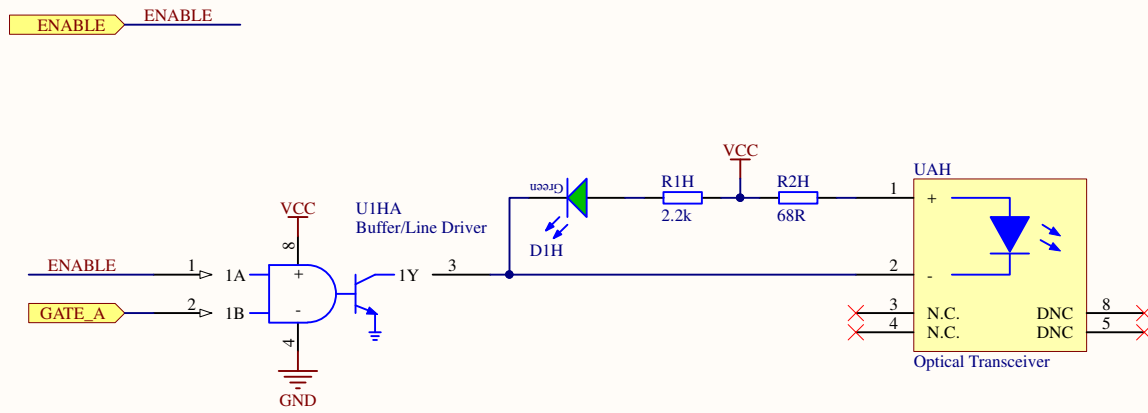 ENABLE
ENABLE
VCC
UAH
R1H
R2H
1
+
Green
2.2k
68R
VCC
U1HA
Buffer/Line Driver
D1H
8
ENABLE
1
1A
+
1Y
3
2
-
GATE_A
2
1B
-
3
N.C.
DNC
8
4
N.C.
DNC
5
4
Optical Transceiver
GND